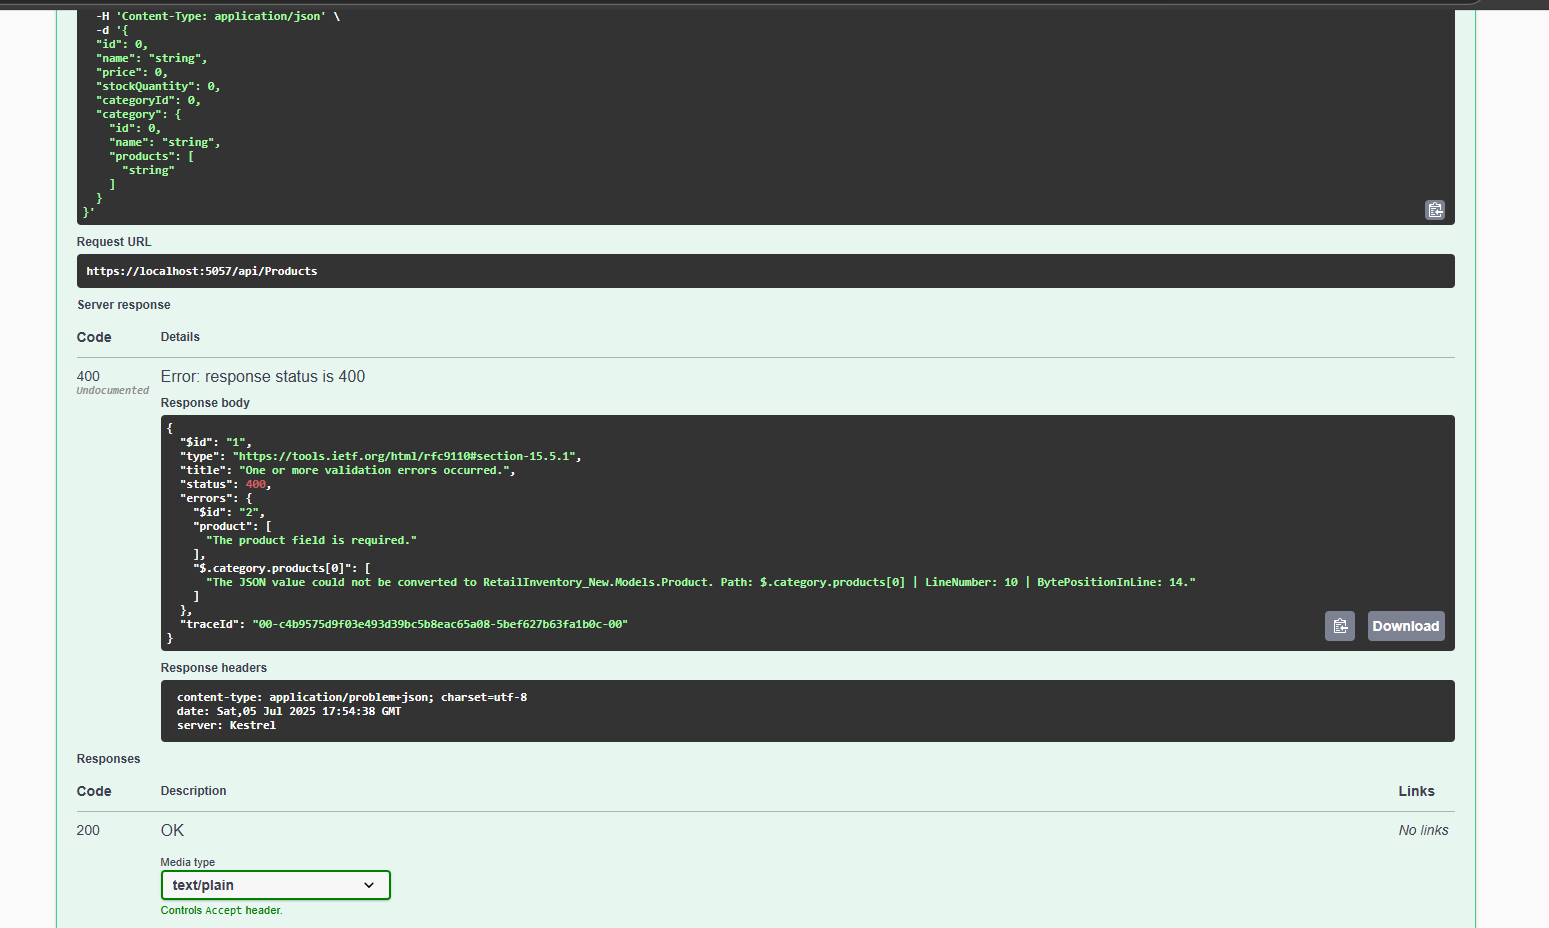 -H 'Content-Type: application/json' \
-d '{
"id": 0,
"name": "string",
"price": 0,
"stockQuantity": 0,
"categoryId": 0,
"category": {
"id": 0,
"name": "string",
"products": [
"string"
]
}
}'
Request URL
https://localhost:5057/api/Products
Server response
Code Details
400 Error: response status is 400
Undocumented
Response body
{
"$id": "1",
"type": "https://tools.ietf.org/html/rfc9110#section-15.5.1",
"title": "One or more validation errors occurred.",
"status": 400,
"errors": {
"$id": "2",
"product": [
"The product field is required."
],
"$.category.products[0]": [
"The JSON value could not be converted to RetailInventory_New.Models.Product. Path: $.category.products[0] | LineNumber: 10 | BytePositionInLine: 14."
]
},
"traceId": "00-c4b9575d9f03e493d39bc5b8eac65a08-5bef627b63fa1b0c-00"
}
Download
Response headers
content-type: application/problem+json; charset=utf-8
date: Sat,05 Jul 2025 17:54:38 GMT
server: Kestrel
Responses
Code Description Links
200 OK No links
Media type
text/plain
Controls Accept header.